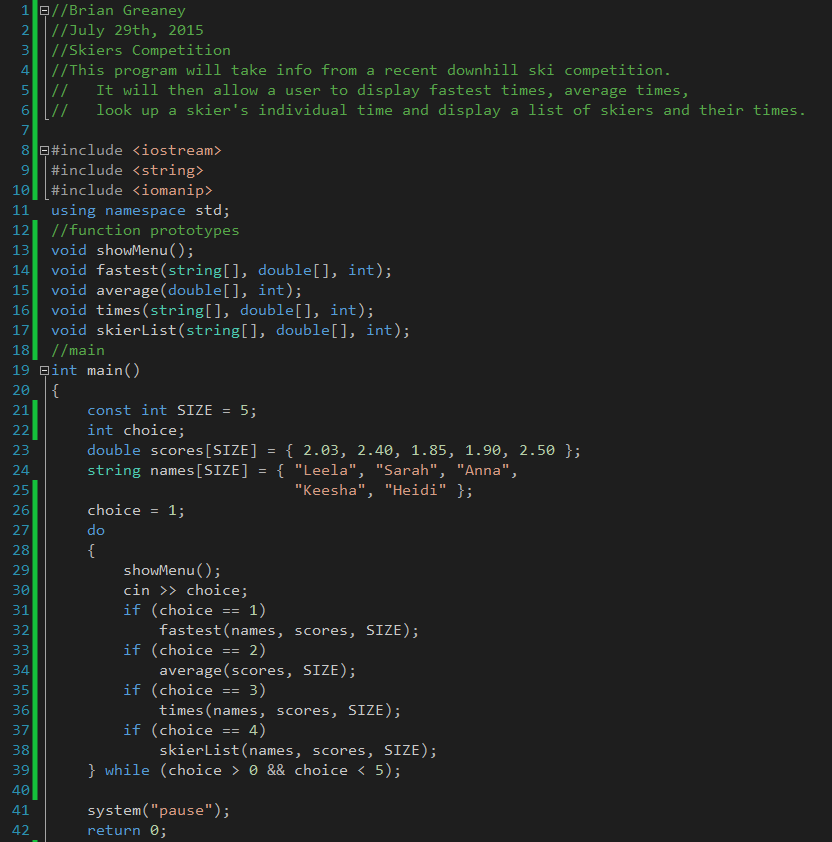 1 //Brian Greaney
2 //July 29th, 2015
3 //Skiers Competition
4 //This program will take info from a recent downhill ski competition.
5 //   It will then allow a user to display fastest times, average times,
6 //   look up a skier's individual time and display a list of skiers and their times.
7
8 #include <iostream>
9 #include <string>
10 #include <iomanip>
11 using namespace std;
12 //function prototypes
13 void showMenu();
14 void fastest(string[], double[], int);
15 void average(double[], int);
16 void times(string[], double[], int);
17 void skierList(string[], double[], int);
18 //main
19 int main()
20 {
21     const int SIZE = 5;
22     int choice;
23     double scores[SIZE] = { 2.03, 2.40, 1.85, 1.90, 2.50 };
24     string names[SIZE] = { "Leela", "Sarah", "Anna",
25                            "Keesha", "Heidi" };
26     choice = 1;
27     do
28     {
29         showMenu();
30         cin >> choice;
31         if (choice == 1)
32             fastest(names, scores, SIZE);
33         if (choice == 2)
34             average(scores, SIZE);
35         if (choice == 3)
36             times(names, scores, SIZE);
37         if (choice == 4)
38             skierList(names, scores, SIZE);
39     } while (choice > 0 && choice < 5);
40
41     system("pause");
42     return 0;